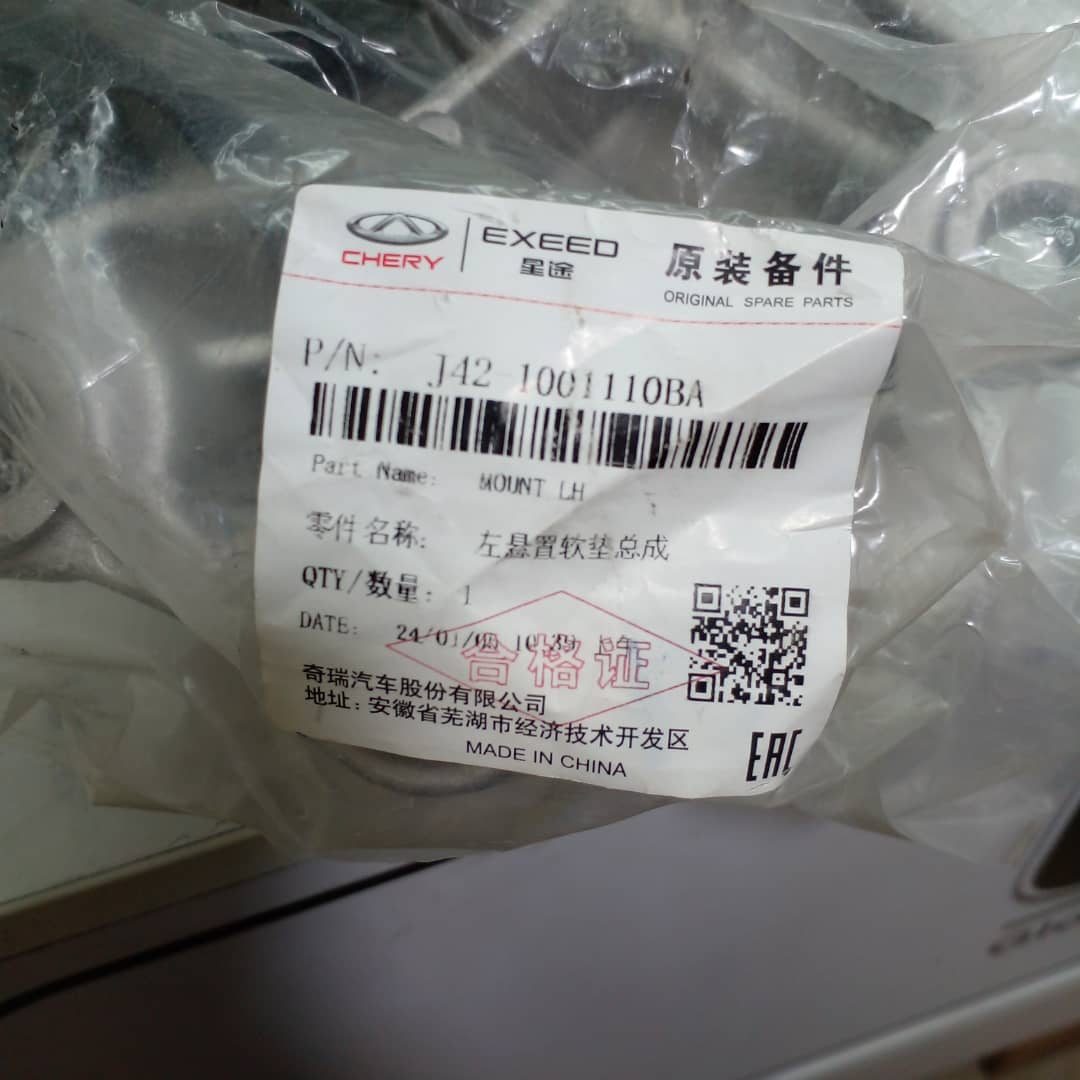 CHERY
EXEED
星途
原装备件
ORIGINAL SPARE PARTS
P/N: J42 1001110BA
Part Name: MOUNT LH
零件名称: 左悬置软垫总成
QTY/数量: 1
DATE: 24/01/
合格证
奇瑞汽车股份有限公司
地址:安徽省芜湖市经济技术开发区
MADE IN CHINA
EAC